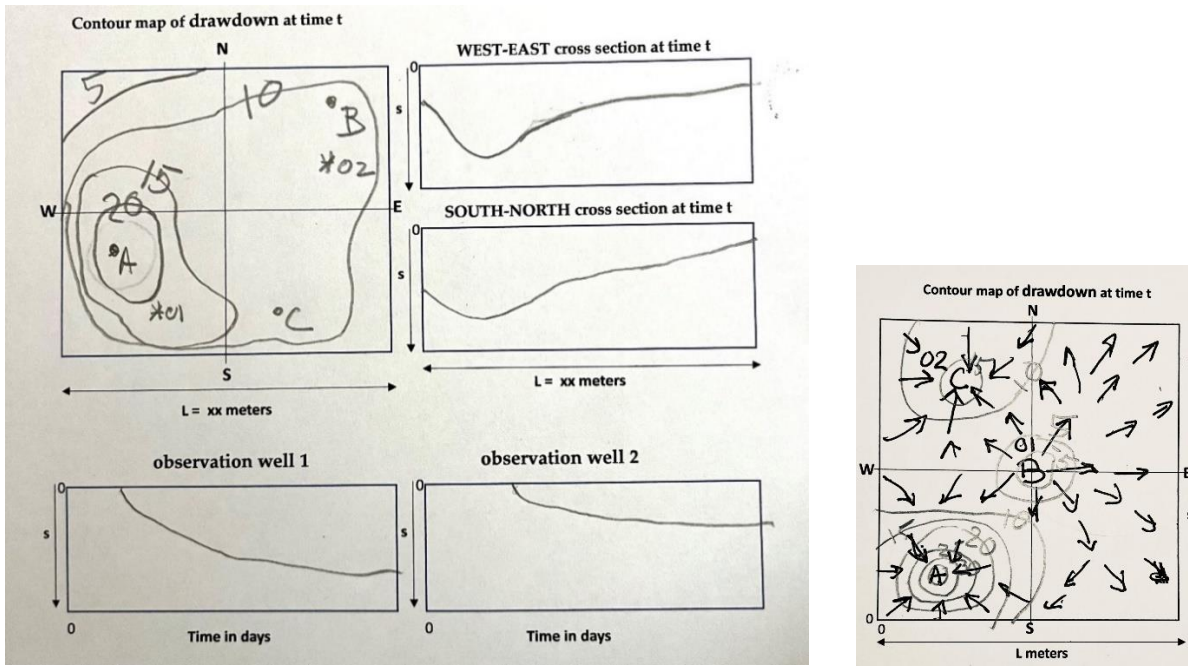 Contour map of drawdown at time t
N
5
10
B
*02
15
20
W
E
A
*01
C
S
L = xx meters
WEST-EAST cross section at time t
0
s
SOUTH-NORTH cross section at time t
0
s
L = xx meters
observation well 1
0
s
0
Time in days
observation well 2
0
s
0
Time in days
Contour map of drawdown at time t
N
02
C
10
01
W
B
10
20
A
0
0
S
L meters